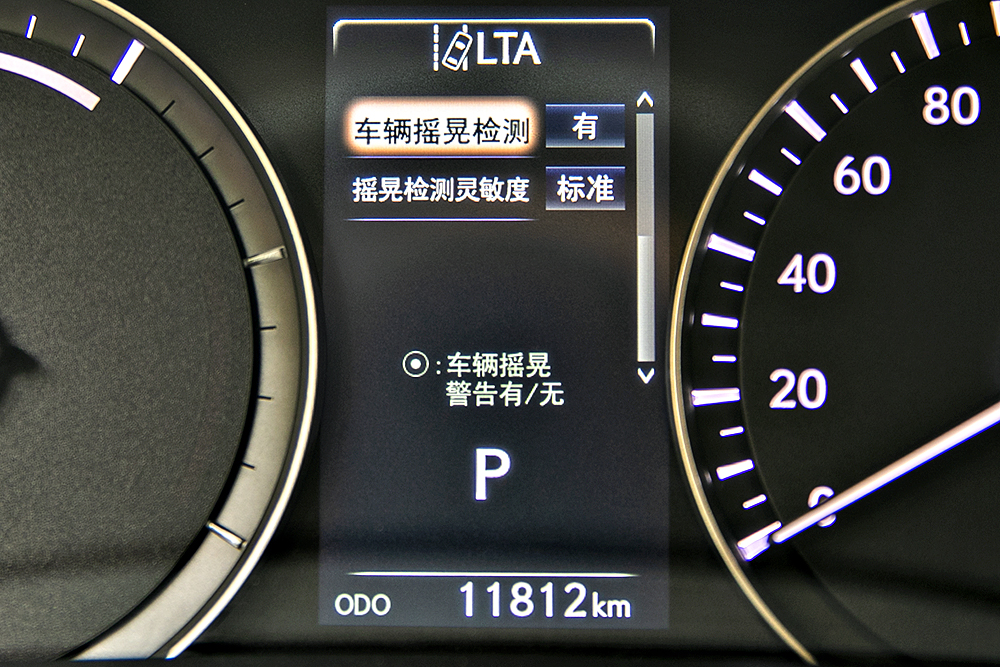 LTA
车辆摇晃检测 有
摇晃检测灵敏度 标准
⦿:车辆摇晃
警告有/无
P
ODO 11812km
80
60
40
20
0